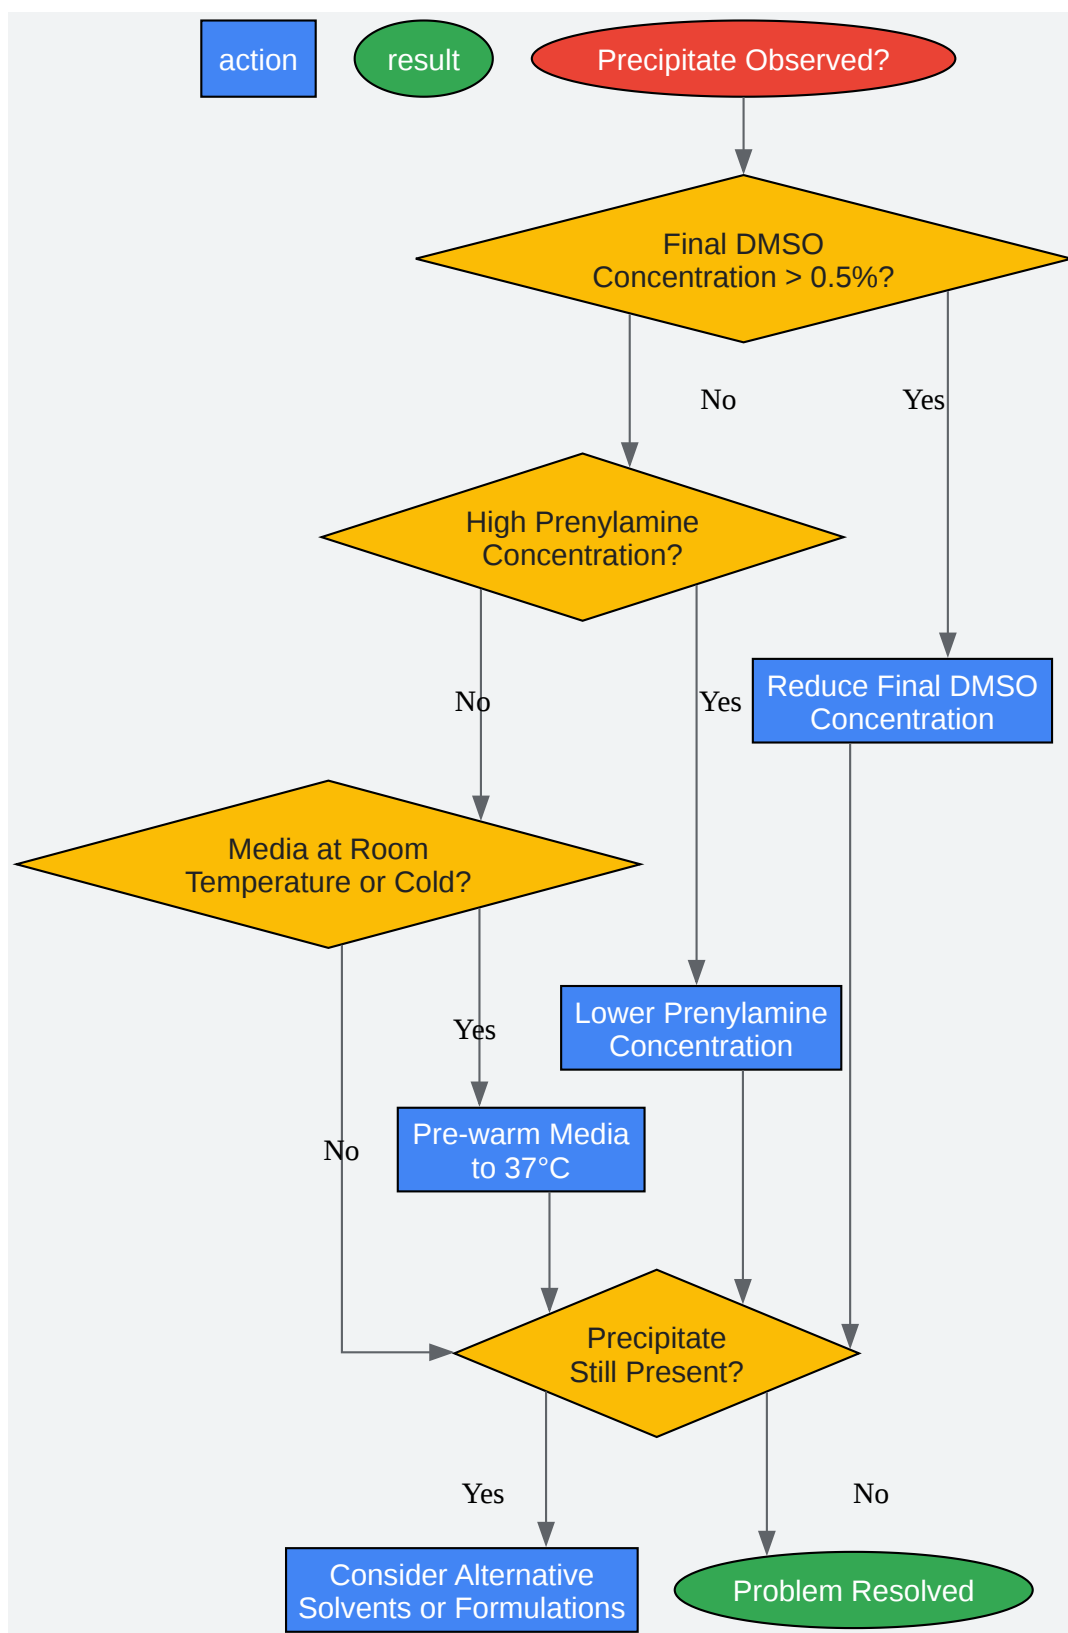 action
result
Precipitate Observed?
Final DMSO
Concentration > 0.5%?
No
Yes
High Prenylamine
Concentration?
No
Yes
Reduce Final DMSO
Concentration
Media at Room
Temperature or Cold?
Lower Prenylamine
Concentration
Yes
Pre-warm Media
to 37°C
No
Precipitate
Still Present?
Yes
No
Consider Alternative
Solvents or Formulations
Problem Resolved